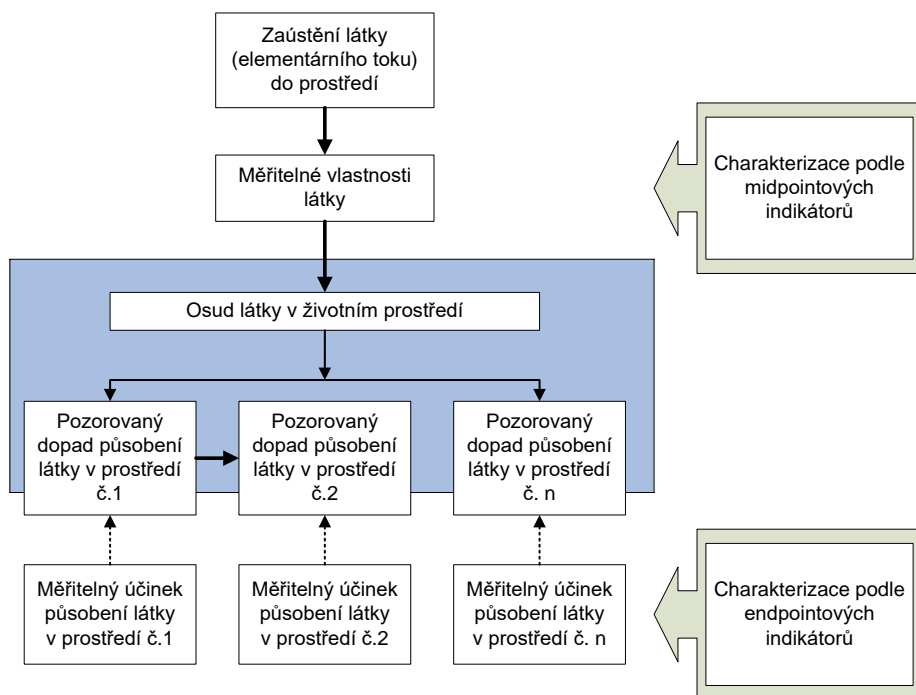 Zaústění látky
(elementárního toku)
do prostředí
Měřitelné vlastnosti
látky
Charakterizace podle
midpointových
indikátorů
Osud látky v životním prostředí
Pozorovaný
dopad působení
látky v prostředí
č.1
Pozorovaný
dopad působení
látky v prostředí
č.2
Pozorovaný
dopad působení
látky v prostředí
č. n
Měřitelný účinek
působení látky
v prostředí č.1
Měřitelný účinek
působení látky
v prostředí č.2
Měřitelný účinek
působení látky
v prostředí č. n
Charakterizace podle
endpointových
indikátorů